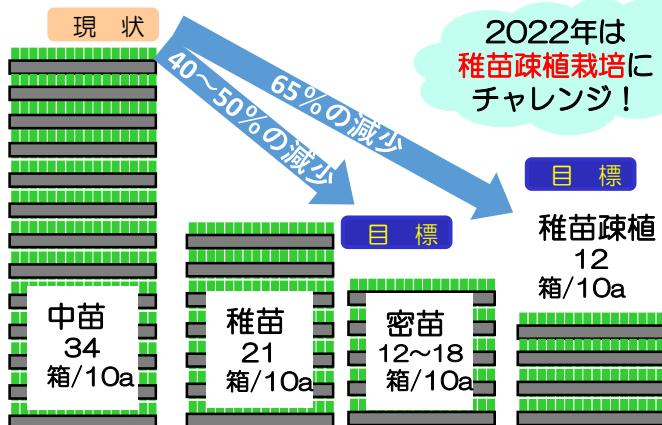 現　状
2022年は
稚苗疎植栽培に
チャレンジ！
65％の減少
40～50％の減少
目　標
目　標
稚苗疎植
12
箱/10a
中苗
34
箱/10a
稚苗
21
箱/10a
密苗
12～18
箱/10a